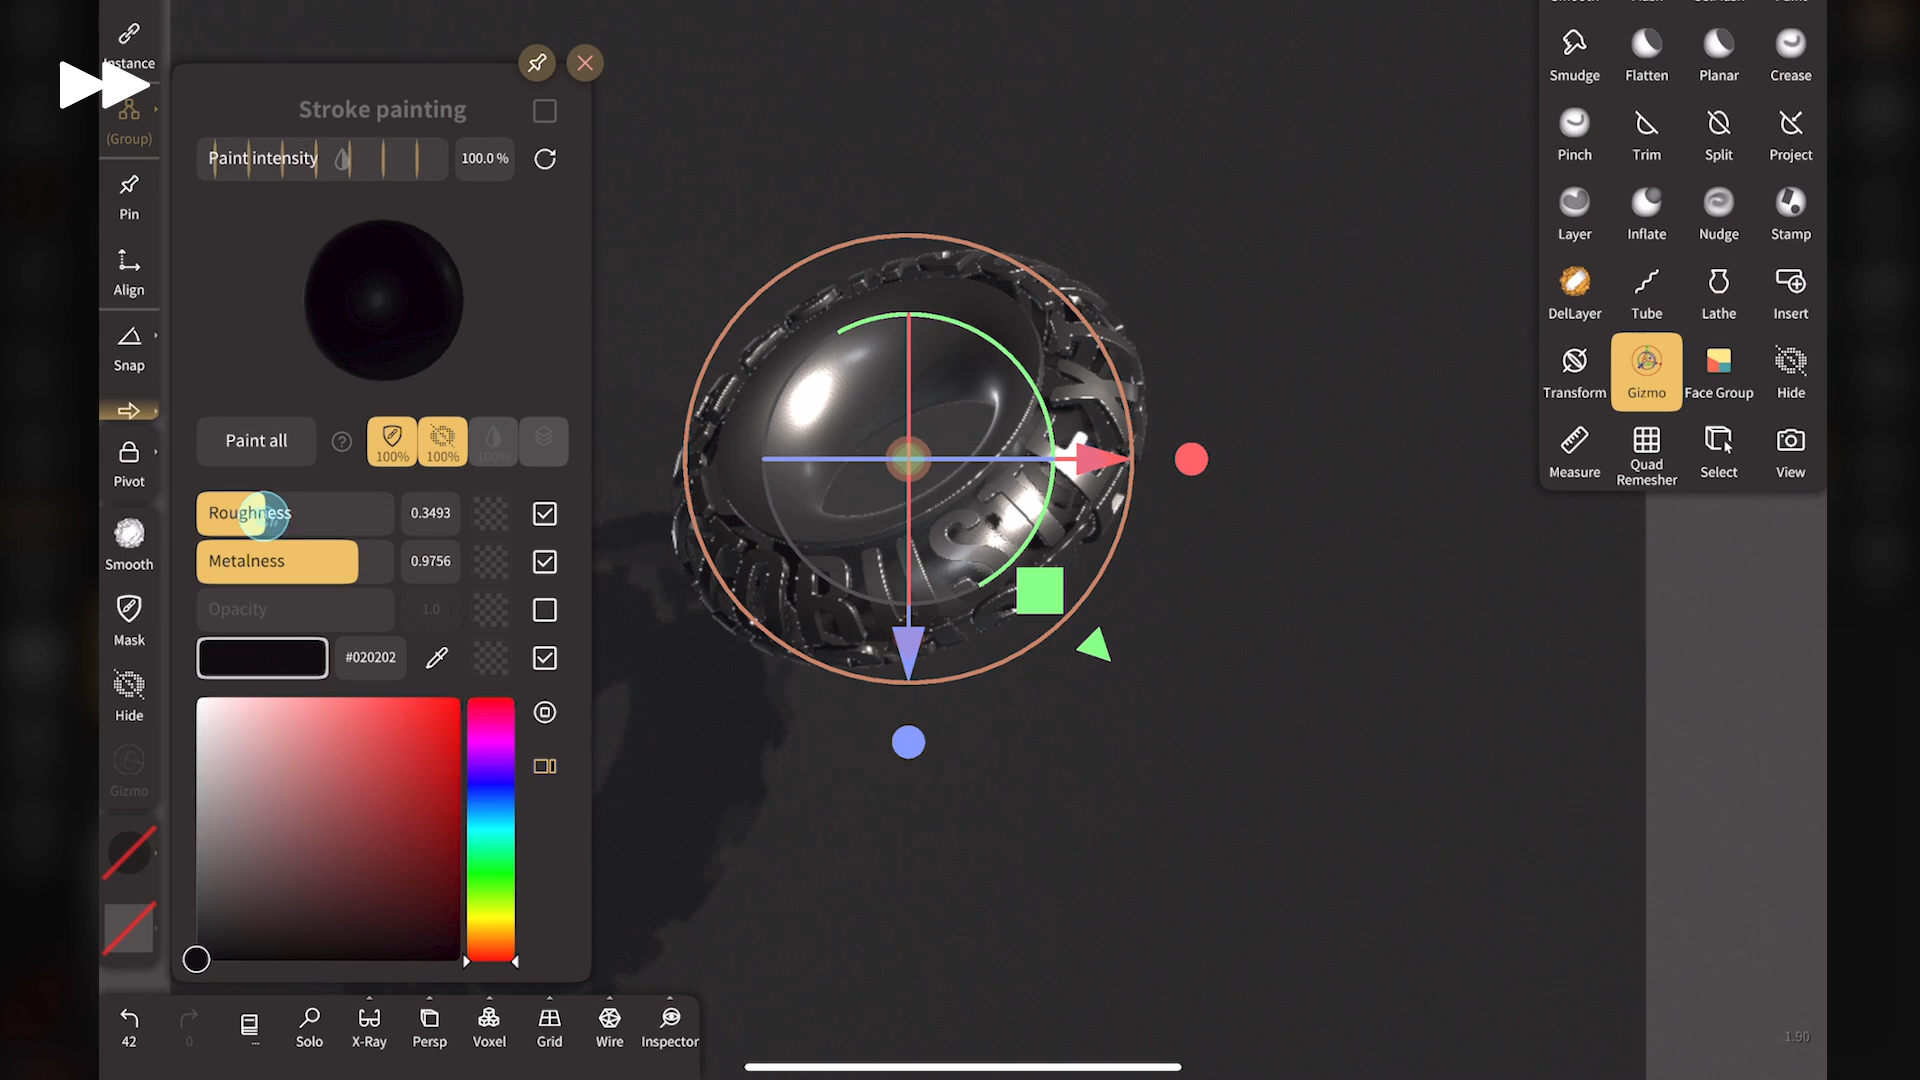 Instance
(Group)
Pin
Align
Snap
Pivot
Smooth
Mask
Hide
Gizmo
Stroke painting
Paint intensity
100.0 %
Paint all
?
100%
100%
100%
Roughness
0.3493
Metalness
0.9756
Opacity
1.0
#020202
42
0
...
Solo
X-Ray
Persp
Voxel
Grid
Wire
Inspector
Smudge
Flatten
Planar
Crease
Pinch
Trim
Split
Project
Layer
Inflate
Nudge
Stamp
DelLayer
Tube
Lathe
Insert
Transform
Gizmo
Face Group
Hide
Measure
Quad
Remesher
Select
View
1.90